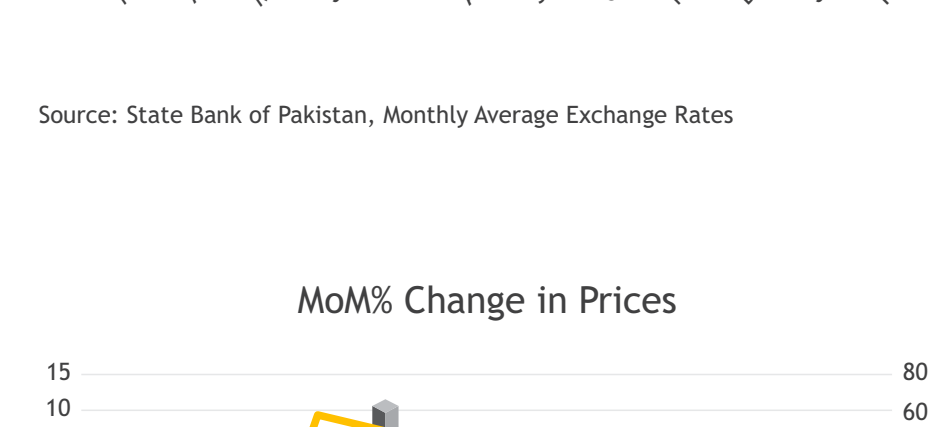 Source: State Bank of Pakistan, Monthly Average Exchange Rates
MoM% Change in Prices
15 80
10 60